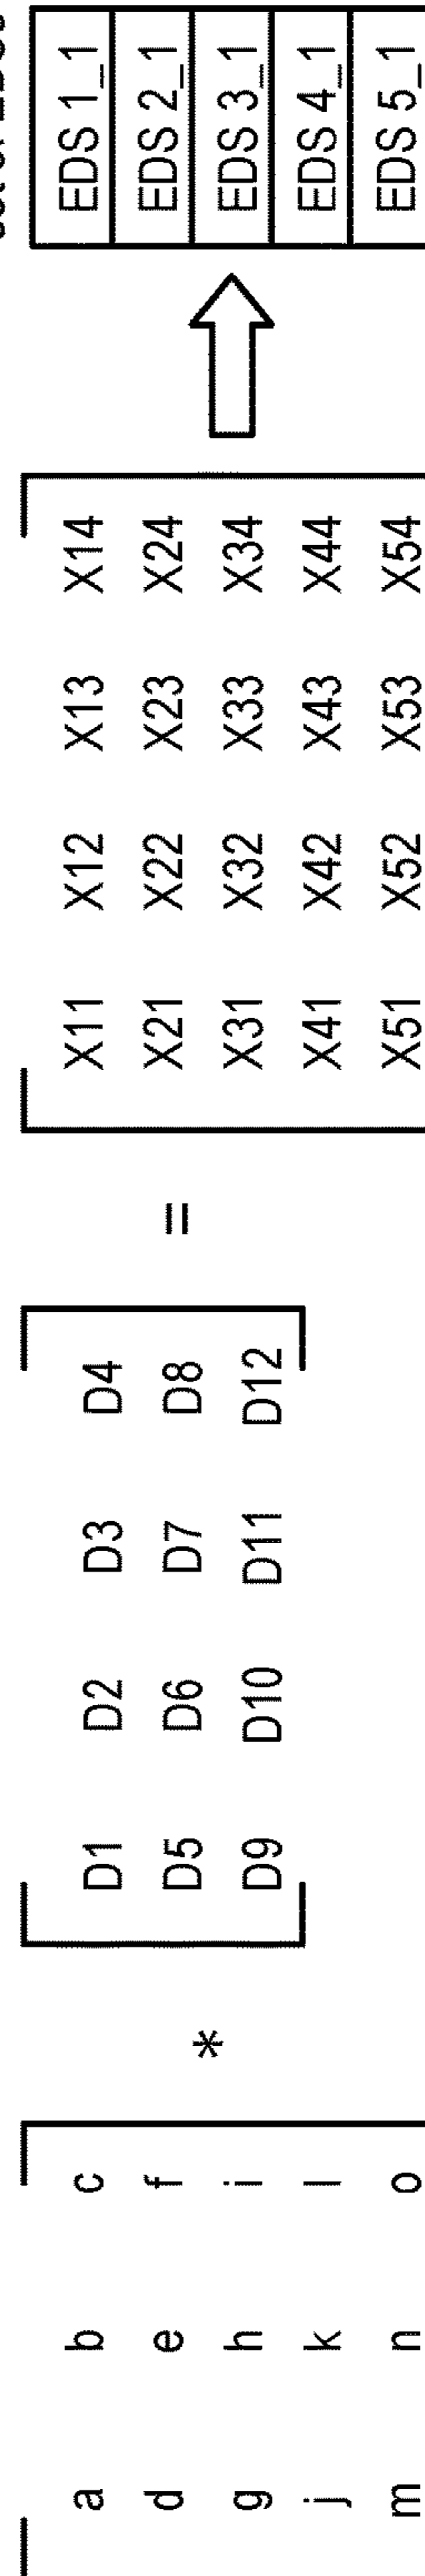 a b c * D1 D2 D3 D4 = X11 X12 X13 X14 EDS 1_1
d e f D5 D6 D7 D8 X21 X22 X23 X24 EDS 2_1
g h i D9 D10 D11 D12 X31 X32 X33 X34 EDS 3_1
j k l X41 X42 X43 X44 EDS 4_1
m n o X51 X52 X53 X54 EDS 5_1